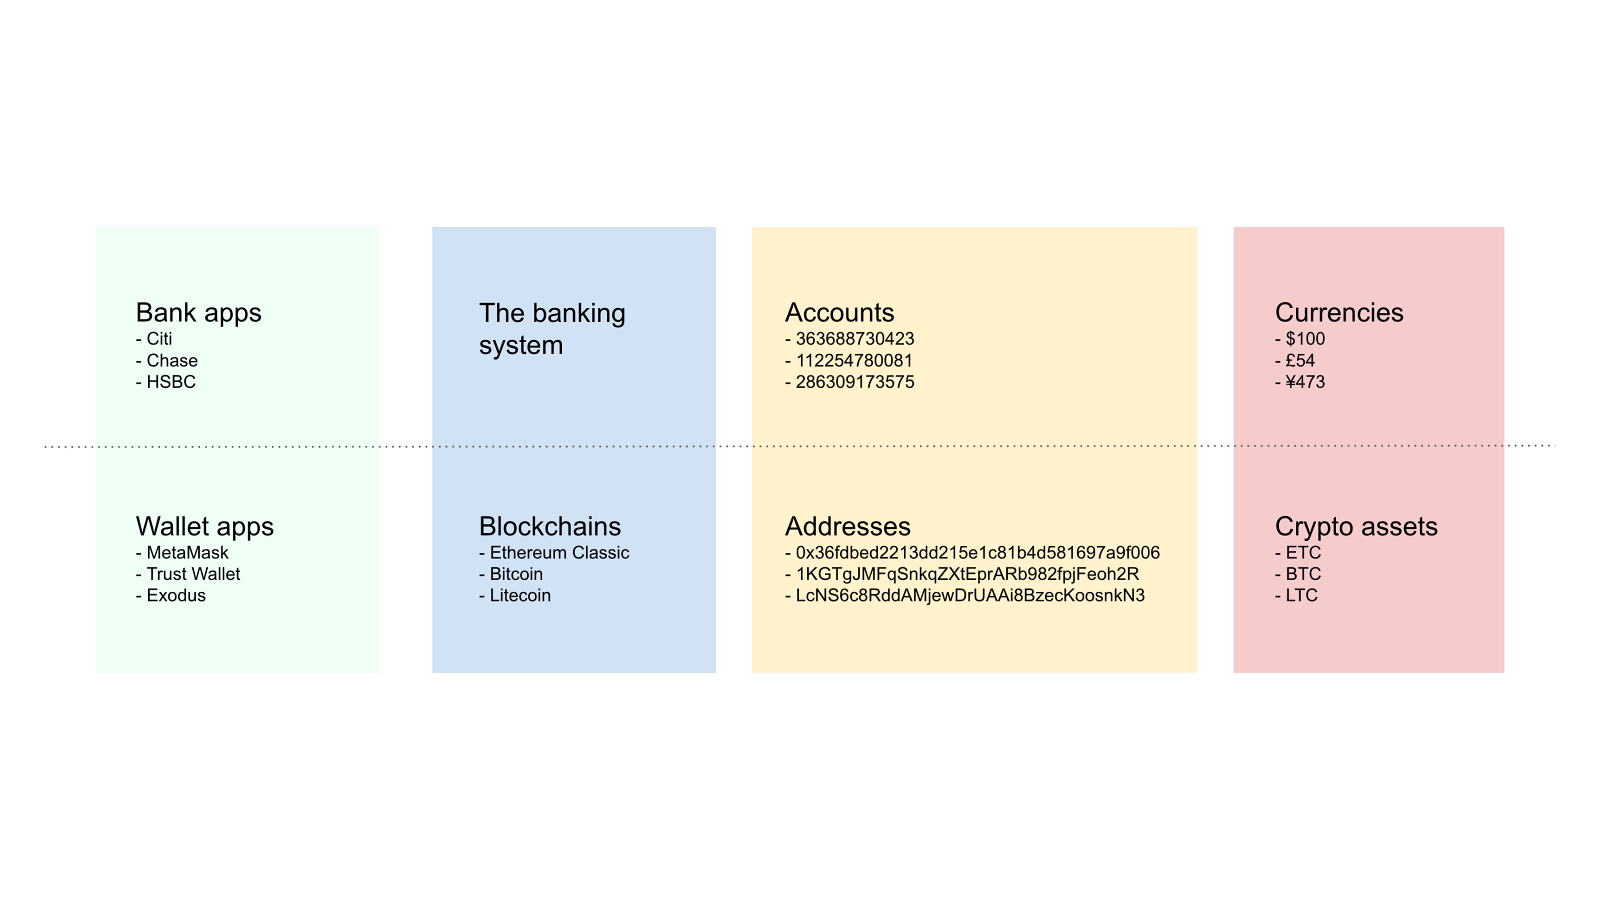 Bank apps
- Citi
- Chase
- HSBC
The banking
system
Accounts
- 363688730423
- 112254780081
- 286309173575
Currencies
- $100
- £54
- ¥473
Wallet apps
- MetaMask
- Trust Wallet
- Exodus
Blockchains
- Ethereum Classic
- Bitcoin
- Litecoin
Addresses
- 0x36fdbed2213dd215e1c81b4d581697a9f006
- 1KGTgJMFqSnkqZXtEprARb982fpjFeoh2R
- LcNS6c8RddAMjewDrUAAi8BzecKoosnkN3
Crypto assets
- ETC
- BTC
- LTC